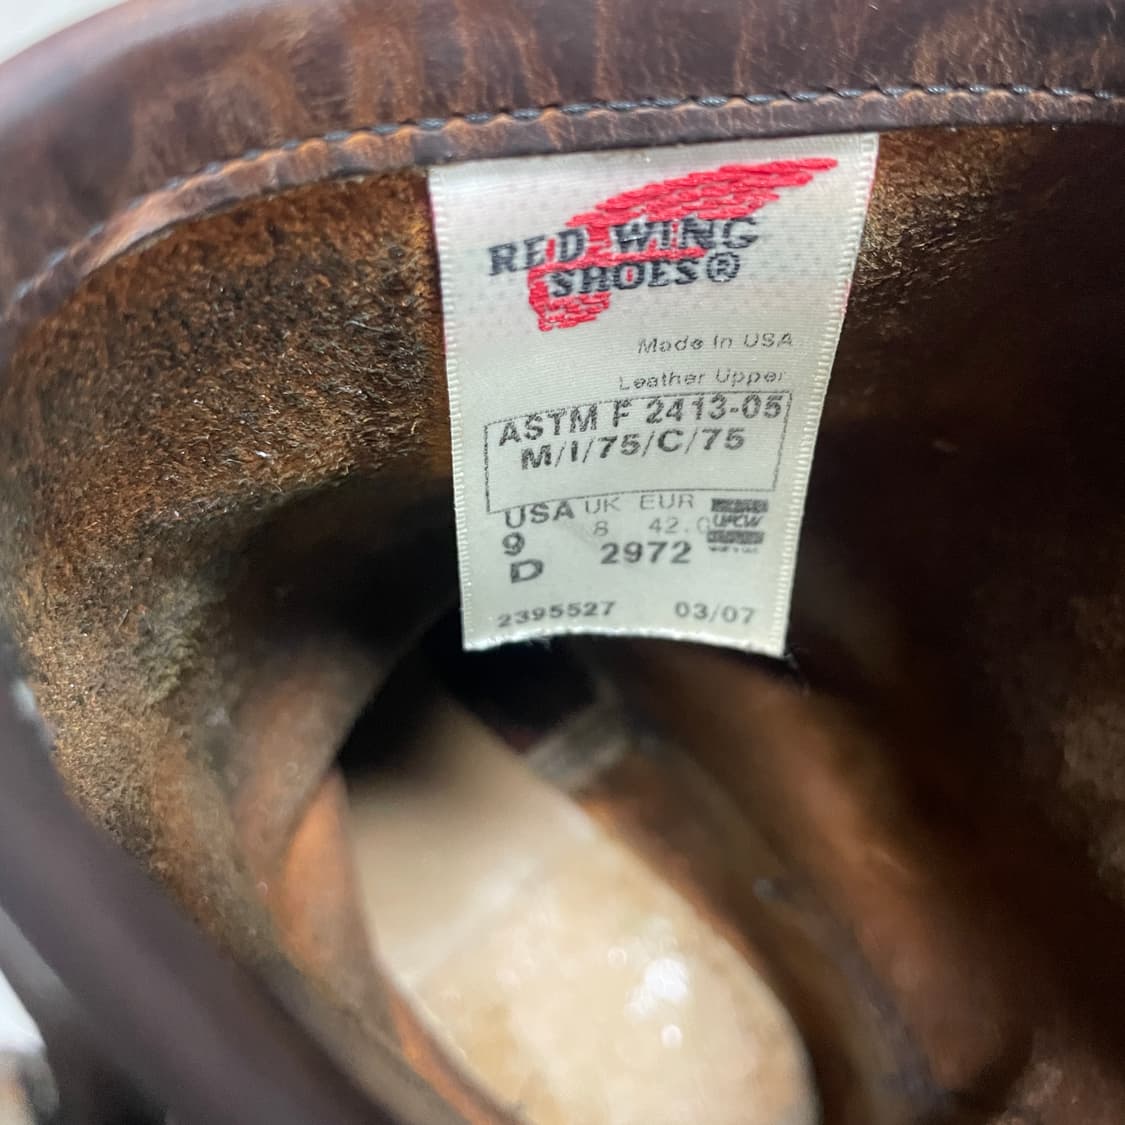 RED WING
SHOES®
Made In USA
Leather Upper
ASTM F 2413-05
M/I/75/C/75
USA UK EUR
9 8 42.0
UFCW
D 2972
2395527 03/07